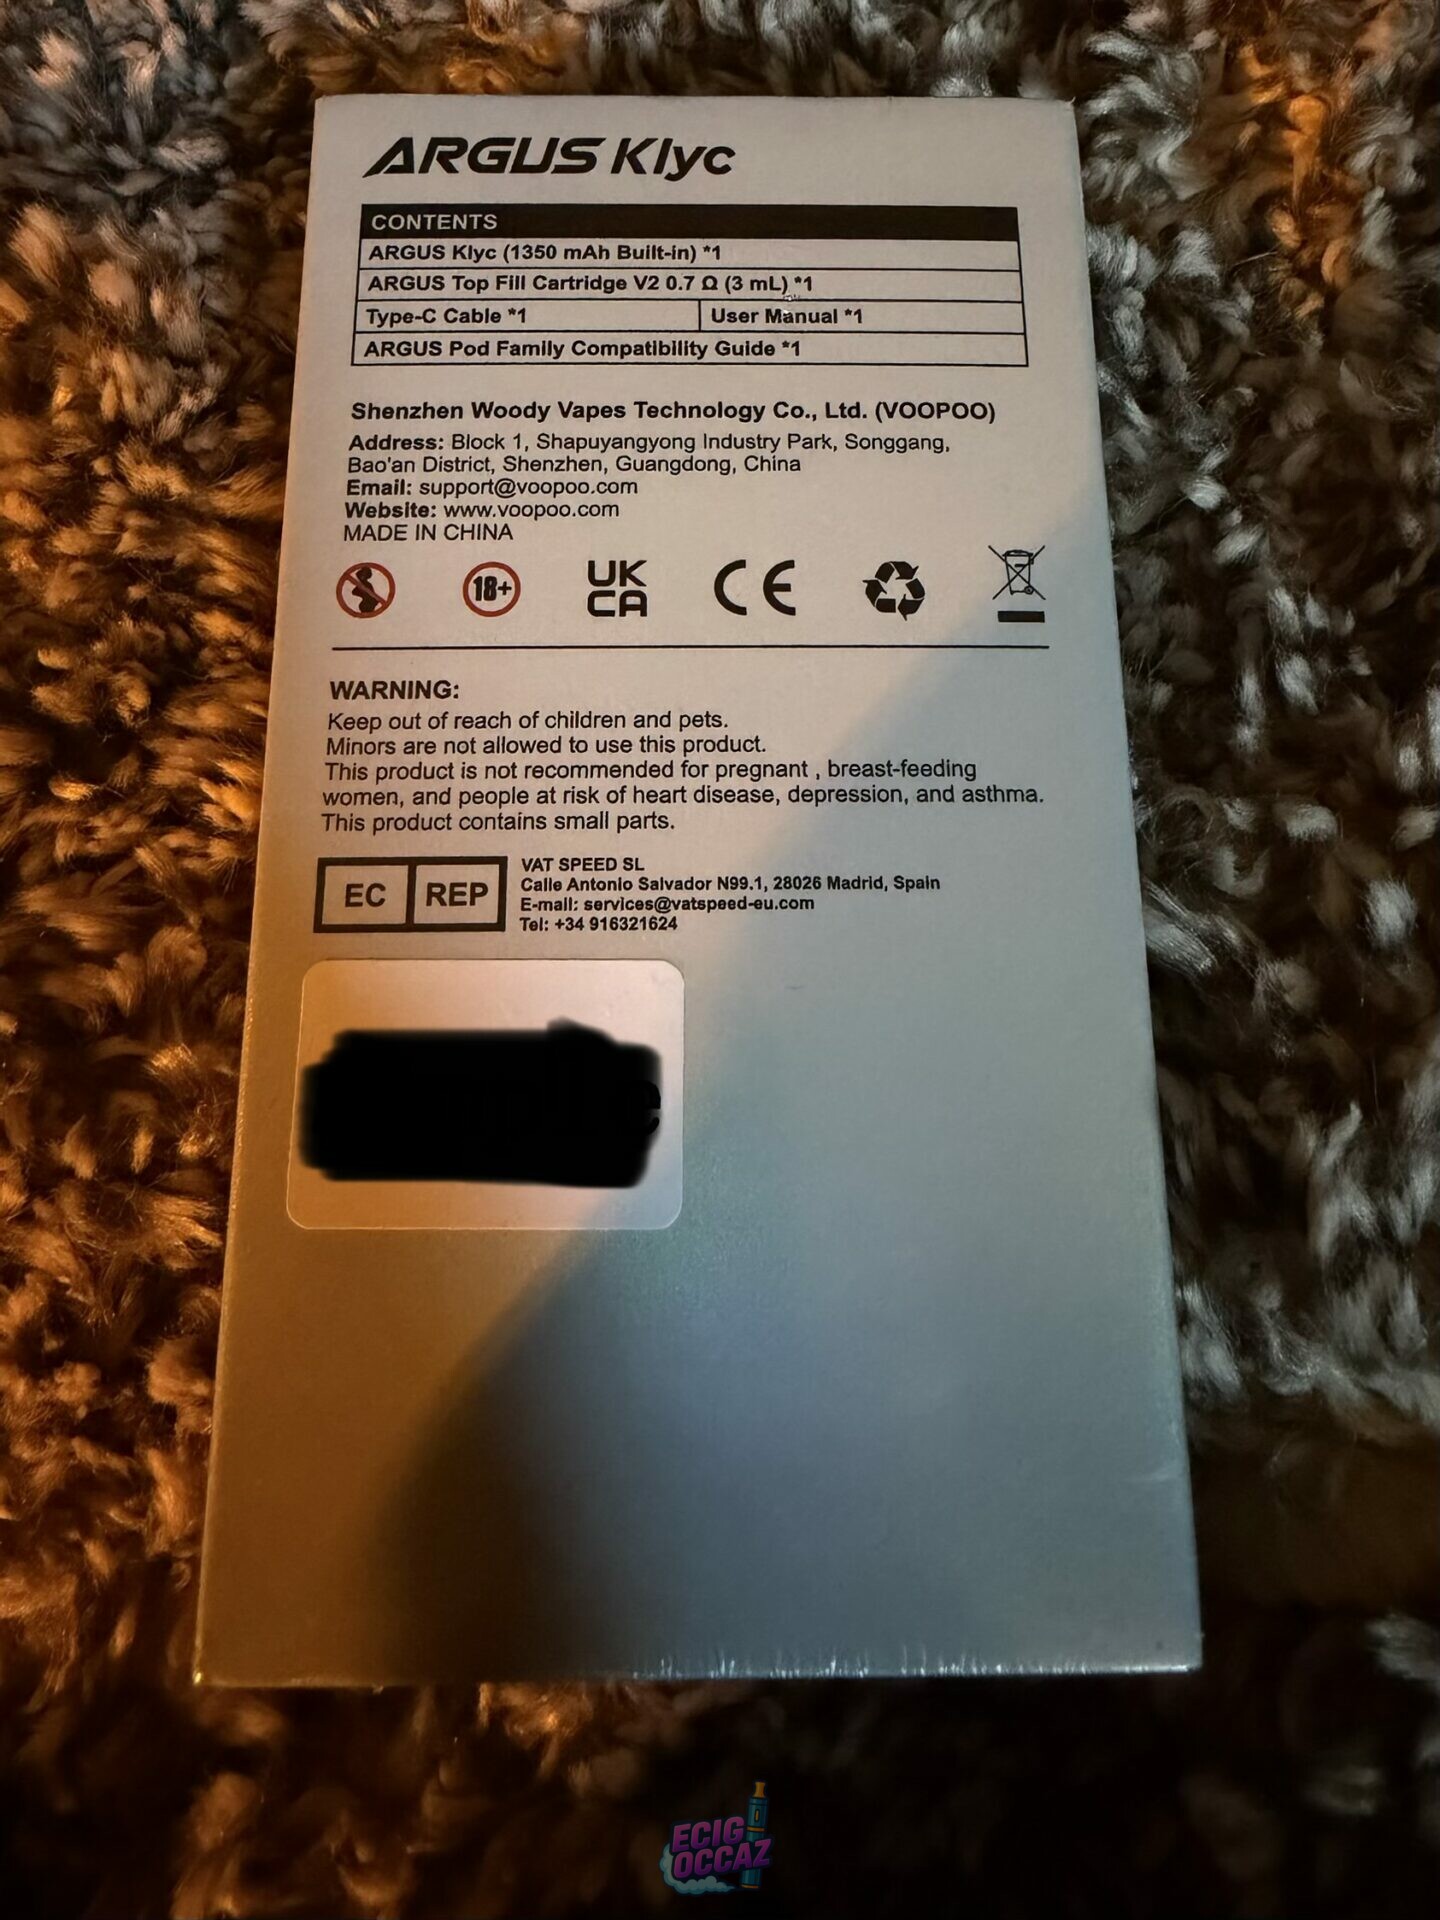 ARGUS Klyc
CONTENTS
ARGUS Klyc (1350 mAh Built-in) *1
ARGUS Top Fill Cartridge V2 0.7 Ω (3 mL) *1
Type-C Cable *1
User Manual *1
ARGUS Pod Family Compatibility Guide *1
Shenzhen Woody Vapes Technology Co., Ltd. (VOOPOO)
Address: Block 1, Shapuyangyong Industry Park, Songgang,
Bao'an District, Shenzhen, Guangdong, China
Email: support@voopoo.com
Website: www.voopoo.com
MADE IN CHINA
18+
UK
CA
CE
WARNING:
Keep out of reach of children and pets.
Minors are not allowed to use this product.
This product is not recommended for pregnant , breast-feeding
women, and people at risk of heart disease, depression, and asthma.
This product contains small parts.
EC REP
VAT SPEED SL
Calle Antonio Salvador N99.1, 28026 Madrid, Spain
E-mail: services@vatspeed-eu.com
Tel: +34 916321624
ECIG
OCCAZ